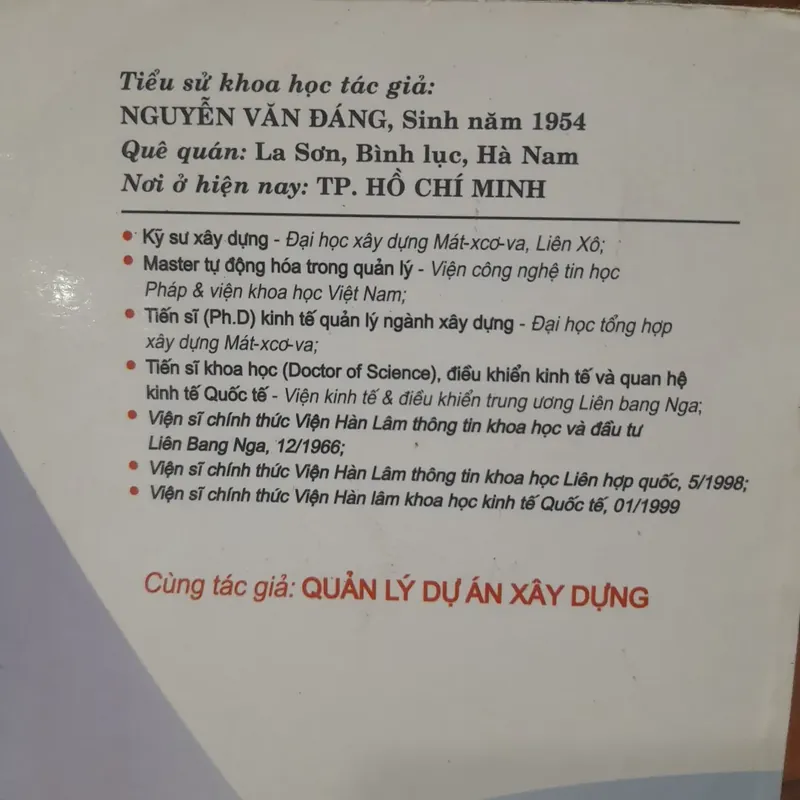 Tiểu sử khoa học tác giả:
NGUYỄN VĂN ĐÁNG, Sinh năm 1954
Quê quán: La Sơn, Bình lục, Hà Nam
Nơi ở hiện nay: TP. HỒ CHÍ MINH
• Kỹ sư xây dựng - Đại học xây dựng Mát-xcơ-va, Liên Xô;
• Master tự động hóa trong quản lý - Viện công nghệ tin học
Pháp & viện khoa học Việt Nam;
• Tiến sĩ (Ph.D) kinh tế quản lý ngành xây dựng - Đại học tổng hợp
xây dựng Mát-xcơ-va;
• Tiến sĩ khoa học (Doctor of Science), điều khiển kinh tế và quan hệ
kinh tế Quốc tế - Viện kinh tế & điều khiển trung ương Liên bang Nga;
• Viện sĩ chính thức Viện Hàn Lâm thông tin khoa học và đầu tư
Liên Bang Nga, 12/1966;
• Viện sĩ chính thức Viện Hàn Lâm thông tin khoa học Liên hợp quốc, 5/1998;
• Viện sĩ chính thức Viện Hàn lâm khoa học kinh tế Quốc tế, 01/1999
Cùng tác giả: QUẢN LÝ DỰ ÁN XÂY DỰNG